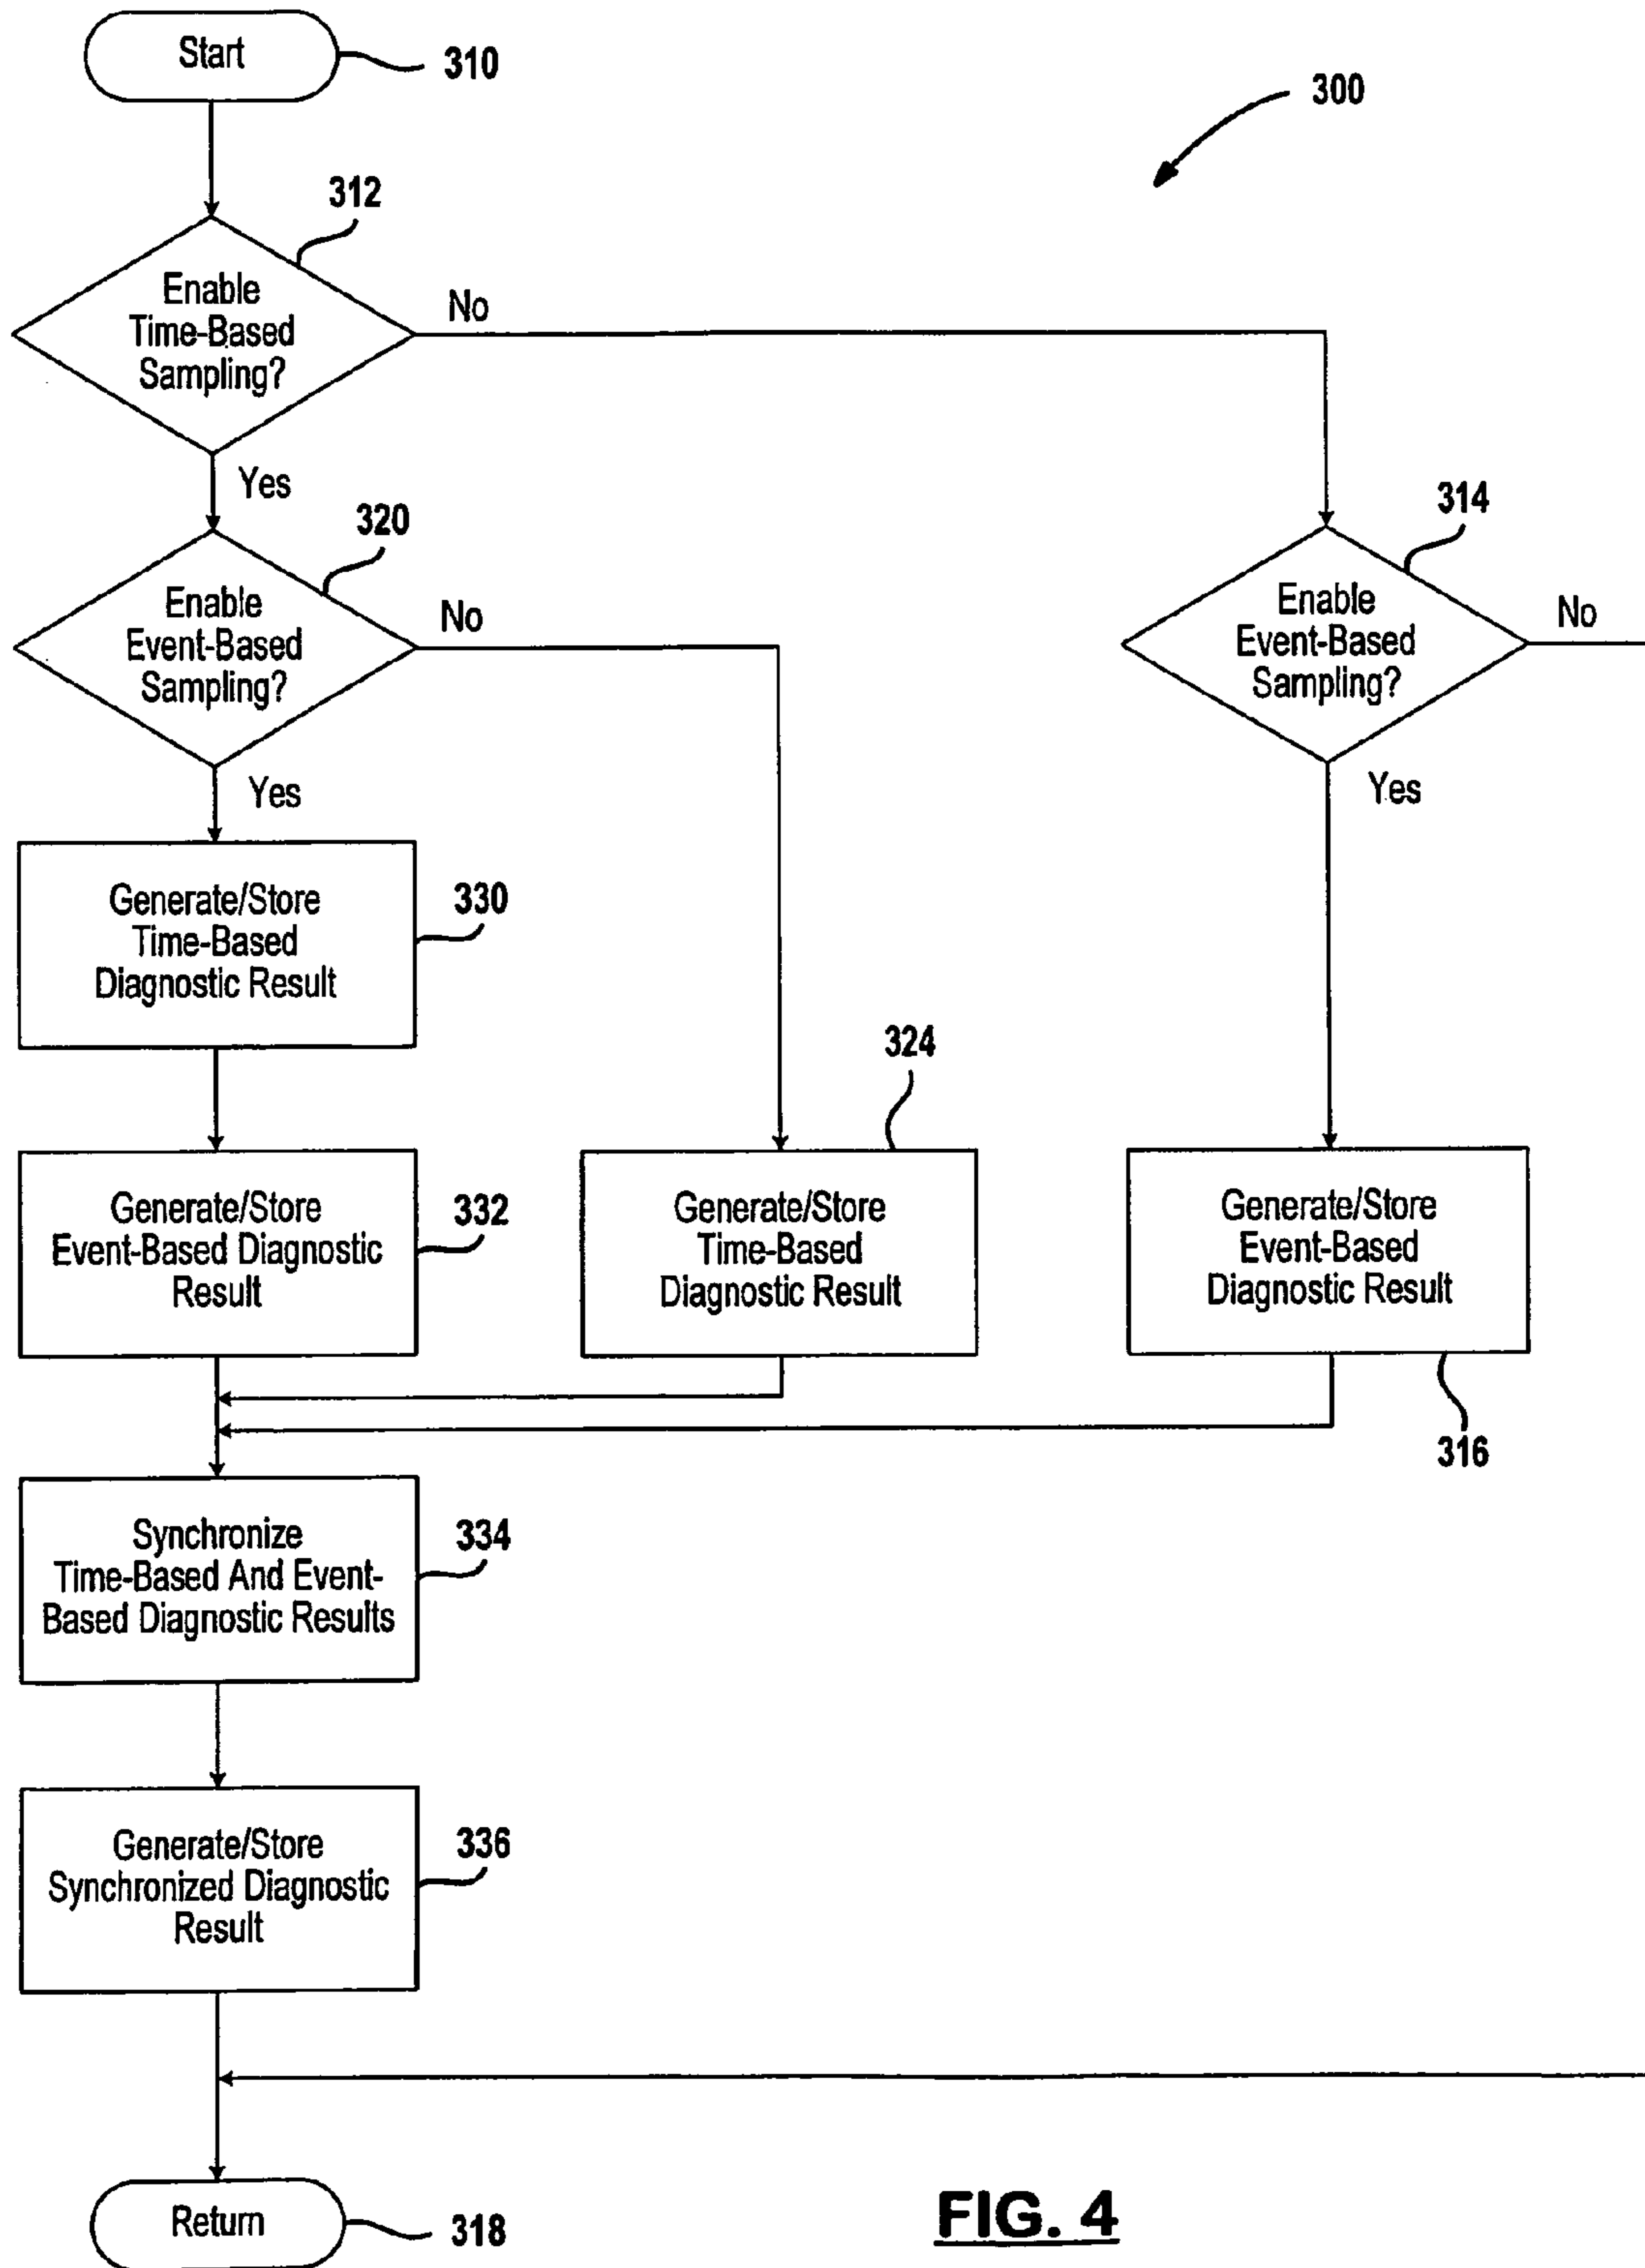 Start
310
300
312
Enable
Time-Based
Sampling?
No
Yes
320
314
Enable
Event-Based
Sampling?
No
Enable
Event-Based
Sampling?
No
Yes
Yes
Generate/Store
Time-Based
Diagnostic Result
330
324
Generate/Store
Event-Based Diagnostic
Result
332
Generate/Store
Time-Based
Diagnostic Result
Generate/Store
Event-Based
Diagnostic Result
316
Synchronize
Time-Based And Event-
Based Diagnostic Results
334
Generate/Store
Synchronized Diagnostic
Result
336
Return
318
FIG. 4